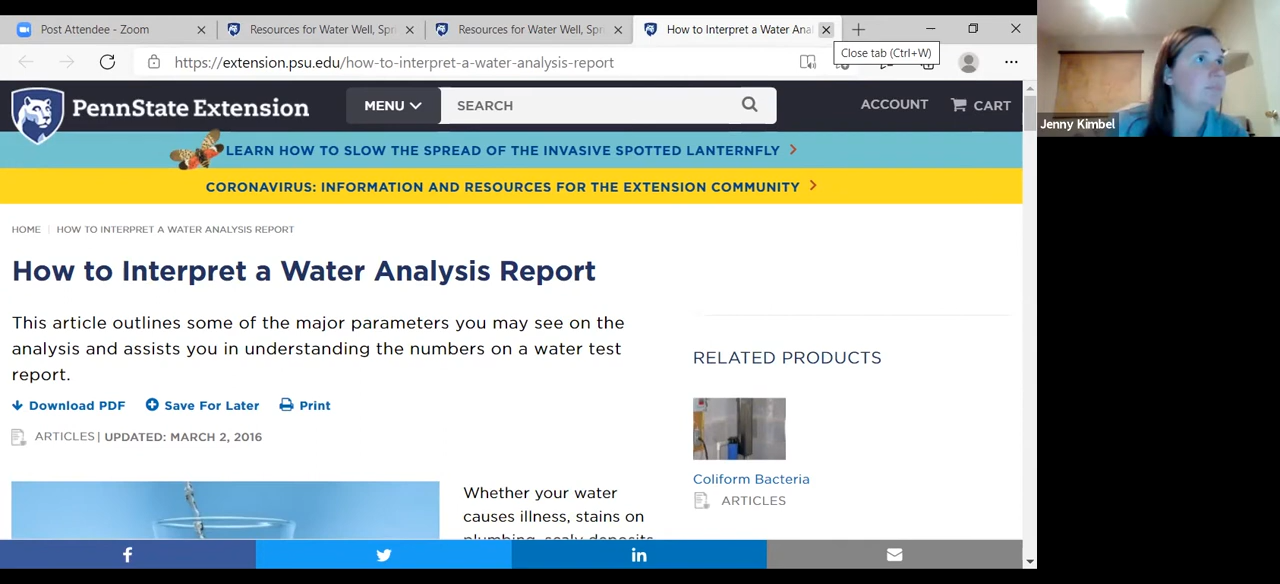 Post Attendee - Zoom
Resources for Water Well, Spri
Resources for Water Well, Spri
How to Interpret a Water Anal
Close tab (Ctrl+W)
https://extension.psu.edu/how-to-interpret-a-water-analysis-report
Jenny Kimbel
PennState Extension
MENU
SEARCH
ACCOUNT
CART
LEARN HOW TO SLOW THE SPREAD OF THE INVASIVE SPOTTED LANTERNFLY
CORONAVIRUS: INFORMATION AND RESOURCES FOR THE EXTENSION COMMUNITY
HOME | HOW TO INTERPRET A WATER ANALYSIS REPORT
How to Interpret a Water Analysis Report
This article outlines some of the major parameters you may see on the
analysis and assists you in understanding the numbers on a water test
report.
Download PDF
Save For Later
Print
ARTICLES | UPDATED: MARCH 2, 2016
Whether your water
causes illness, stains on
plumbing, scaly deposits
RELATED PRODUCTS
Coliform Bacteria
ARTICLES